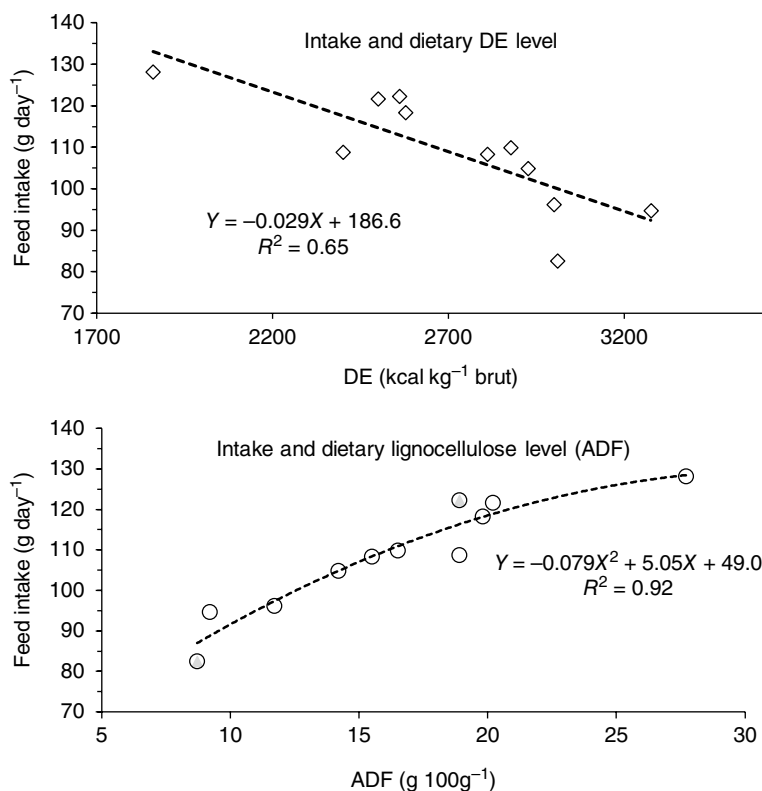 Intake and dietary DE level
Feed intake (g day⁻¹)
140
130
120
110
100
90
80
70
Y = –0.029X + 186.6
R² = 0.65
1700
2200
2700
3200
DE (kcal kg⁻¹ brut)
Intake and dietary lignocellulose level (ADF)
Feed intake (g day⁻¹)
140
130
120
110
100
90
80
70
Y = –0.079X² + 5.05X + 49.0
R² = 0.92
5
10
15
20
25
30
ADF (g 100g⁻¹)